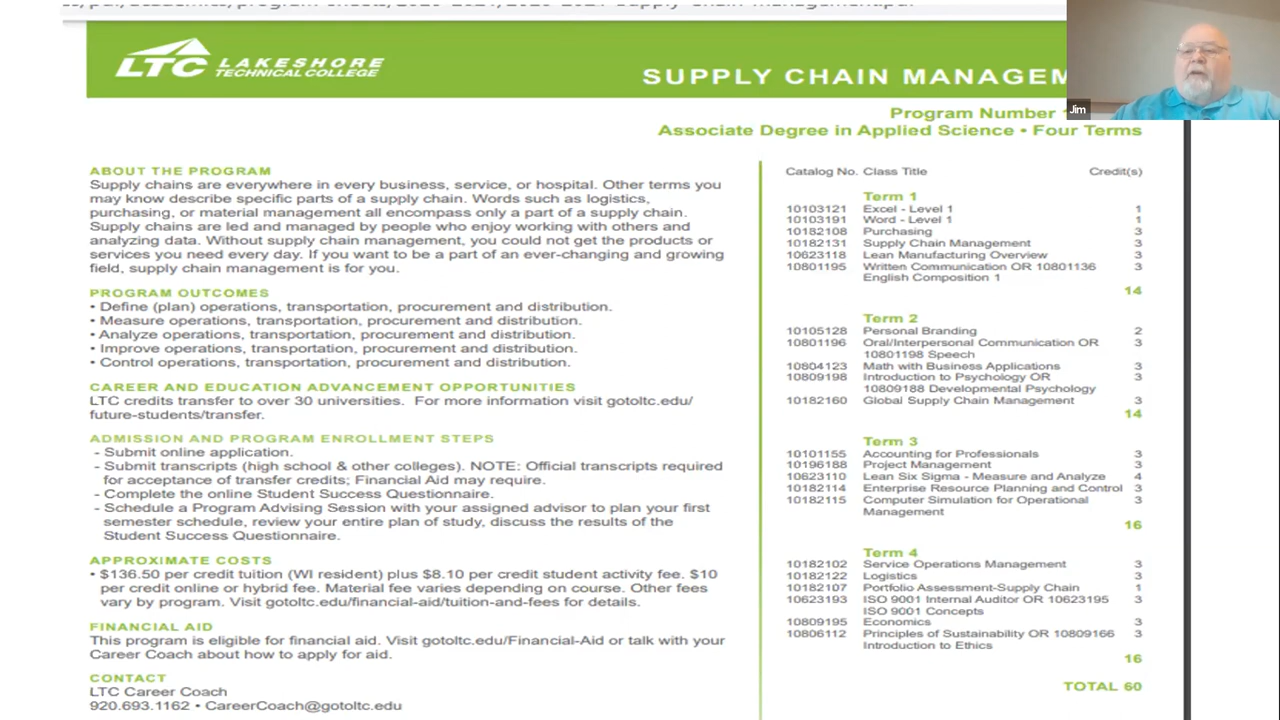 LTC LAKESHORE
TECHNICAL COLLEGE
SUPPLY CHAIN
Jim
Program Number
Associate Degree in Applied Science • Four Terms
ABOUT THE PROGRAM
Supply chains are everywhere in every business, service, or hospital. Other terms you
may know describe specific parts of a supply chain. Words such as logistics,
purchasing, or material management all encompass only a part of a supply chain.
Supply chains are led and managed by people who enjoy working with others and
analyzing data. Without supply chain management, you could not get the products or
services you need every day. If you want to be a part of an ever-changing and growing
field, supply chain management is for you.
PROGRAM OUTCOMES
• Define (plan) operations, transportation, procurement and distribution.
• Measure operations, transportation, procurement and distribution.
• Analyze operations, transportation, procurement and distribution.
• Improve operations, transportation, procurement and distribution.
• Control operations, transportation, procurement and distribution.
CAREER AND EDUCATION ADVANCEMENT OPPORTUNITIES
LTC credits transfer to over 30 universities. For more information visit gotoltc.edu/
future-students/transfer.
ADMISSION AND PROGRAM ENROLLMENT STEPS
- Submit online application.
- Submit transcripts (high school & other colleges). NOTE: Official transcripts required
for acceptance of transfer credits; Financial Aid may require.
- Complete the online Student Success Questionnaire.
- Schedule a Program Advising Session with your assigned advisor to plan your first
semester schedule, review your entire plan of study, discuss the results of the
Student Success Questionnaire.
APPROXIMATE COSTS
• $136.50 per credit tuition (WI resident) plus $8.10 per credit student activity fee. $10
per credit online or hybrid fee. Material fee varies depending on course. Other fees
vary by program. Visit gotoltc.edu/financial-aid/tuition-and-fees for details.
FINANCIAL AID
This program is eligible for financial aid. Visit gotoltc.edu/Financial-Aid or talk with your
Career Coach about how to apply for aid.
CONTACT
LTC Career Coach
920.693.1162 • CareerCoach@gotoltc.edu
Catalog No. Class Title Credit(s)
Term 1
10103121 Excel - Level 1 1
10103191 Word - Level 1 1
10182108 Purchasing 3
10182131 Supply Chain Management 3
10623118 Lean Manufacturing Overview 3
10801195 Written Communication OR 10801136 3
English Composition 1
14
Term 2
10105128 Personal Branding 2
10801196 Oral/Interpersonal Communication OR 3
10801198 Speech
10804123 Math with Business Applications 3
10809198 Introduction to Psychology OR 3
10809188 Developmental Psychology
10182160 Global Supply Chain Management 3
14
Term 3
10101155 Accounting for Professionals 3
10196188 Project Management 3
10623110 Lean Six Sigma - Measure and Analyze 4
10182114 Enterprise Resource Planning and Control 3
10182115 Computer Simulation for Operational 3
Management
16
Term 4
10182102 Service Operations Management 3
10182122 Logistics 3
10182107 Portfolio Assessment-Supply Chain 1
10623193 ISO 9001 Internal Auditor OR 10623195 3
ISO 9001 Concepts
10809195 Economics 3
10806112 Principles of Sustainability OR 10809166 3
Introduction to Ethics
16
TOTAL 60